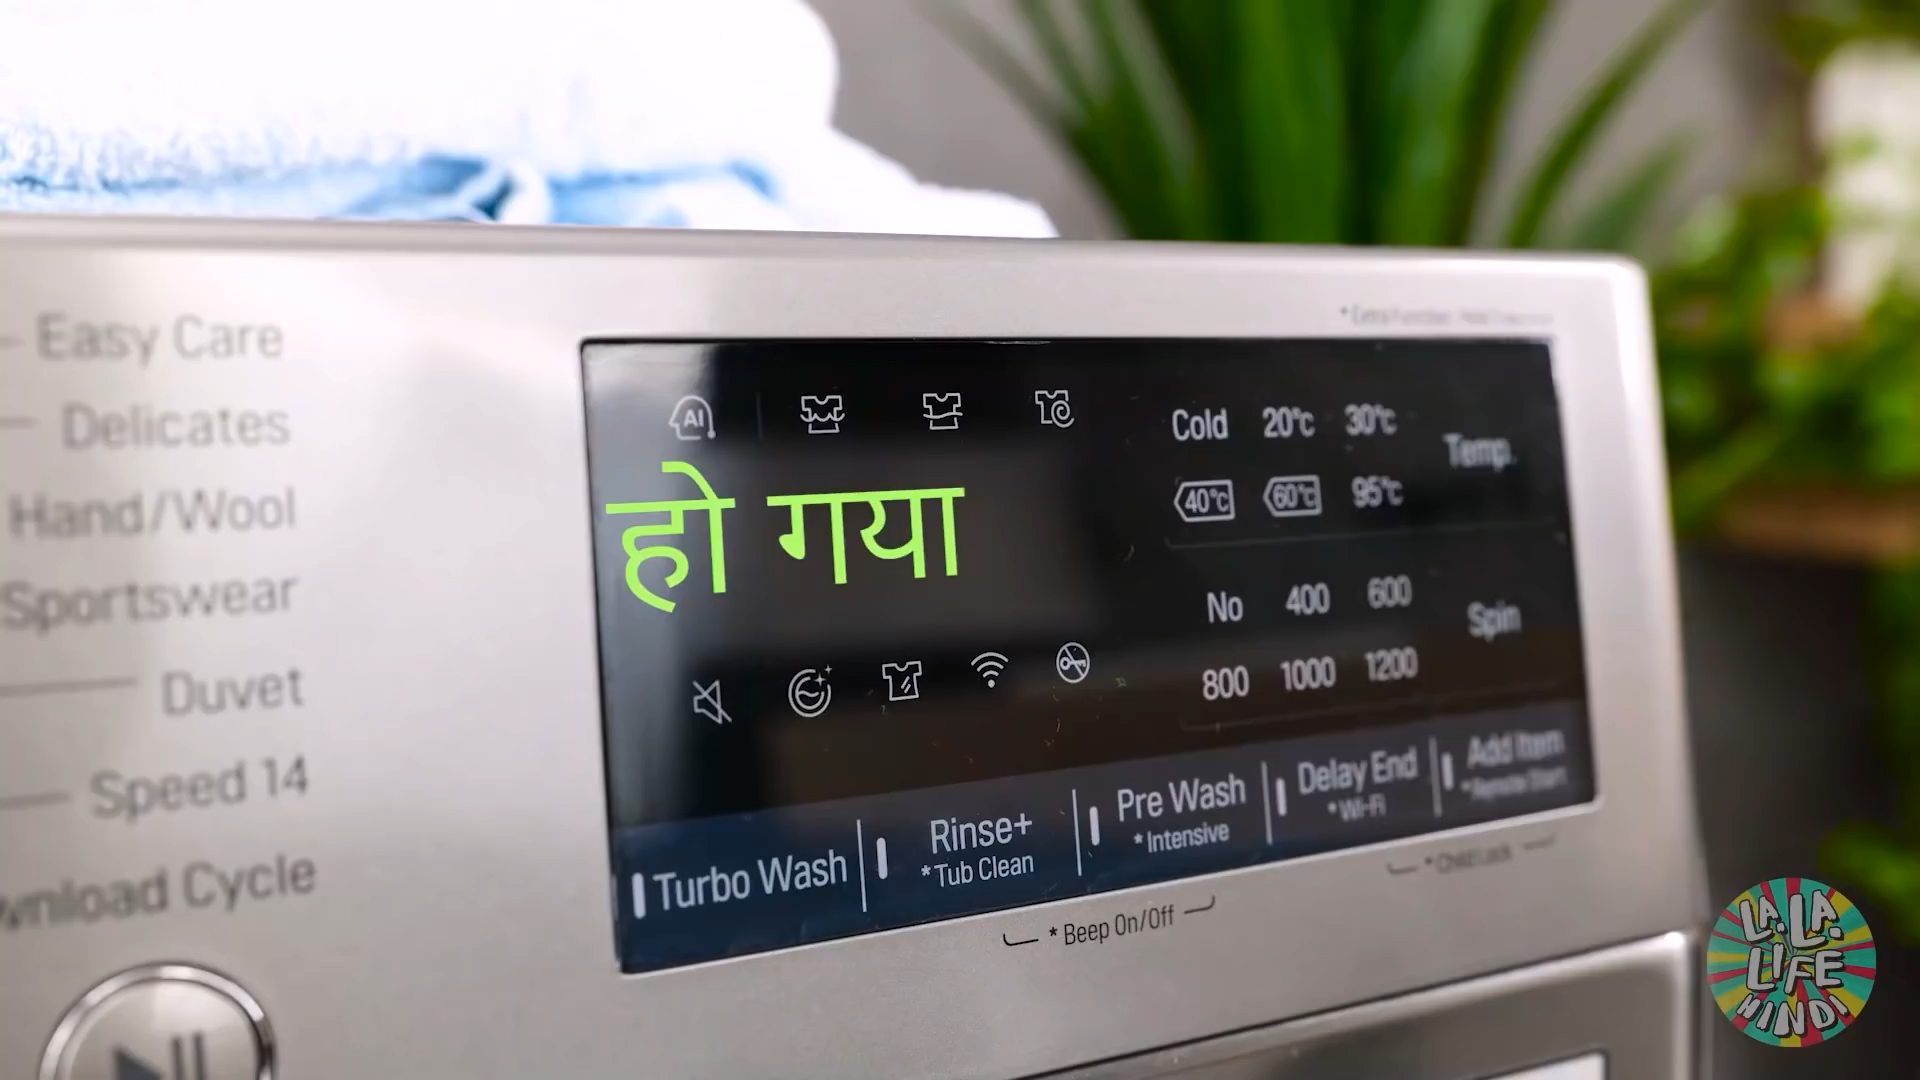 Easy Care
Delicates
Hand/Wool
Sportswear
Duvet
Speed 14
Cycle
AI
हो गया
Cold 20°c 30°c
Temp.
40°c 60°c 95°c
No 400 600
Spin
800 1000 1200
Turbo Wash
Rinse+
*Tub Clean
Pre Wash
*Intensive
Delay End
*Wi-Fi
Add Item
* Beep On/Off
LA.LA.
LIFE
HINDI